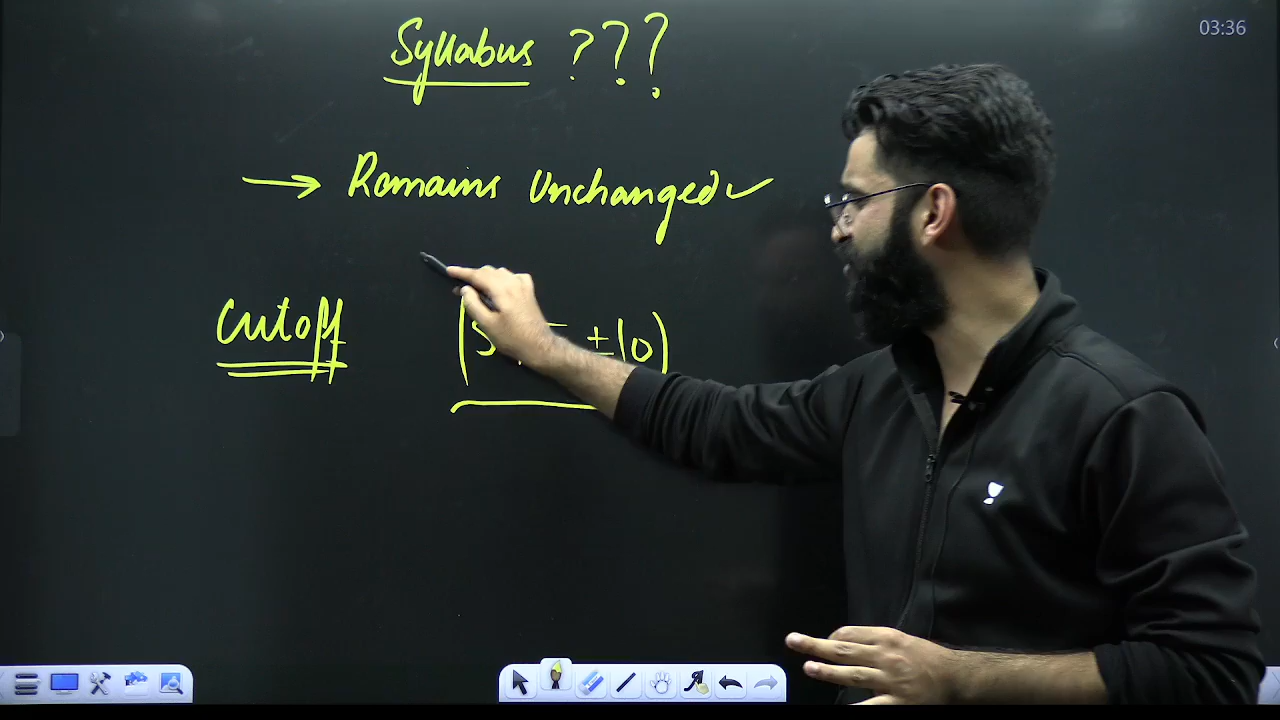 03:36
Syllabus ???
→ Remains Unchanged ✓
Cutoff ± 10)